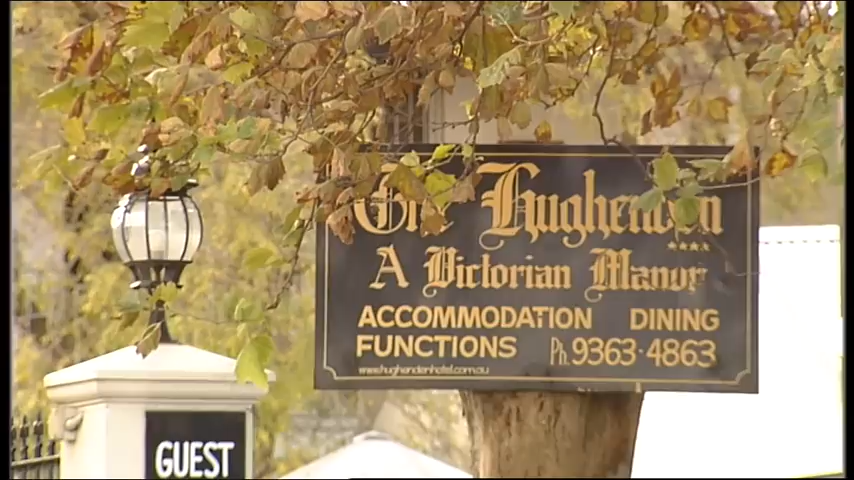 The Hughenden
****
A Victorian Manor
ACCOMMODATION DINING
FUNCTIONS Ph. 9363-4863
www.hughendenhotel.com.au
GUEST